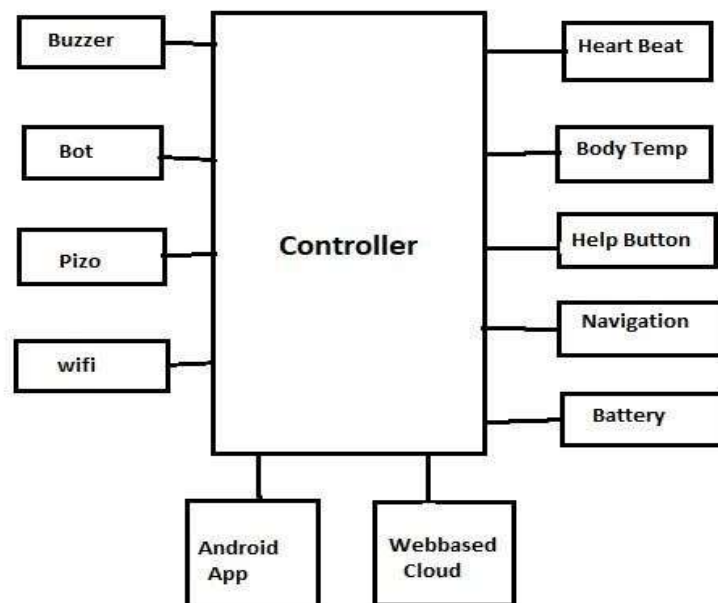 Buzzer
Bot
Pizo
wifi
Controller
Heart Beat
Body Temp
Help Button
Navigation
Battery
Android
App
Webbased
Cloud